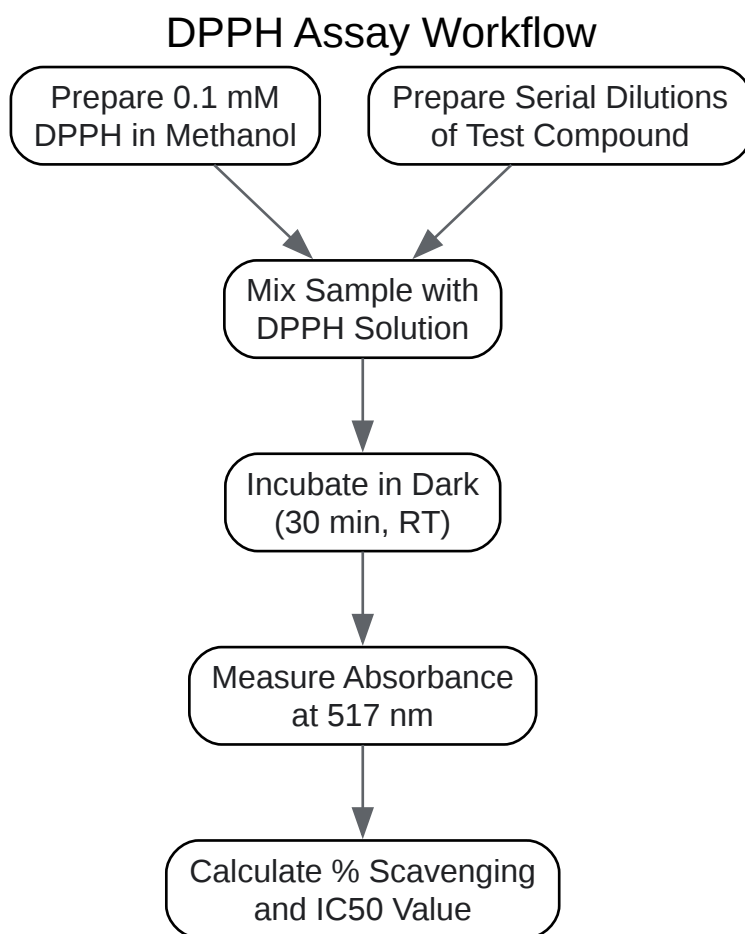 DPPH Assay Workflow
Prepare 0.1 mM
DPPH in Methanol
Prepare Serial Dilutions
of Test Compound
Mix Sample with
DPPH Solution
Incubate in Dark
(30 min, RT)
Measure Absorbance
at 517 nm
Calculate % Scavenging
and IC50 Value